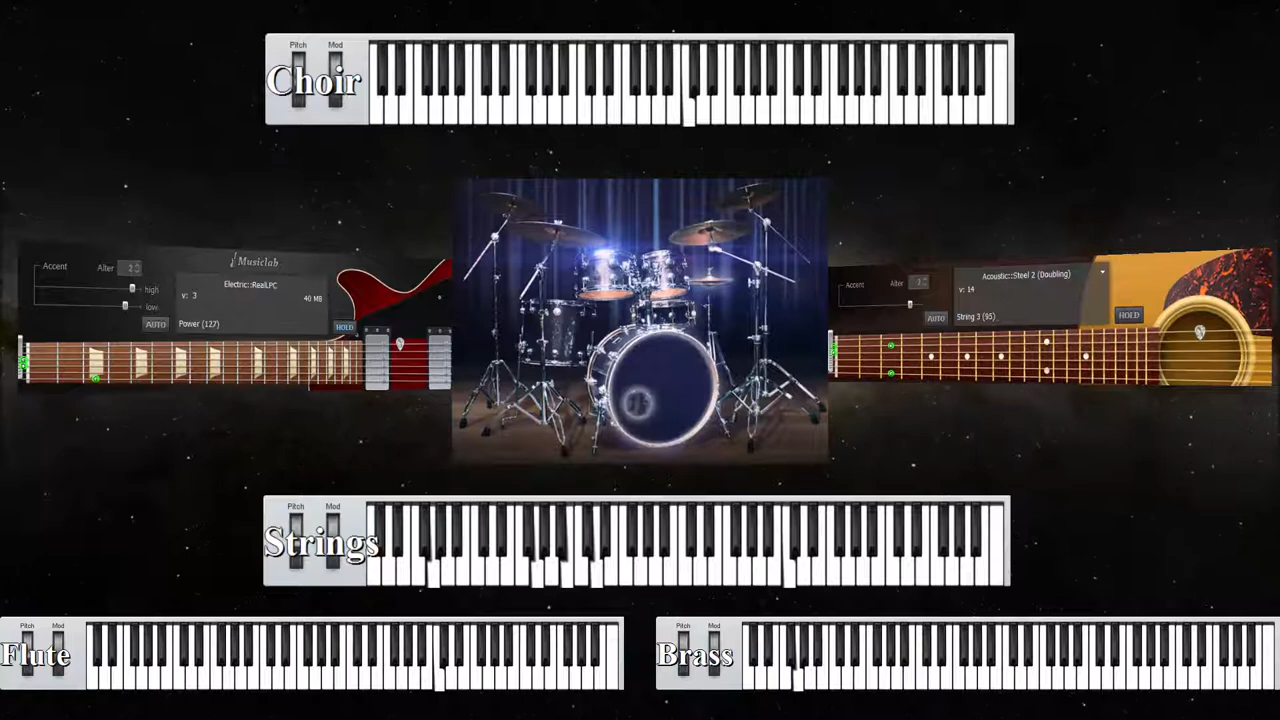 Pitch Mod
Choir
Musiclab
Accent
Alter 2
high
low
AUTO
Electric::RealLPC
v: 3
40 MB
Power (127)
HOLD
Accent
Alter
AUTO
Acoustic::Steel 2 (Doubling)
v: 14
String 3 (95)
HOLD
Pitch Mod
Strings
Pitch Mod
Flute
Pitch Mod
Brass